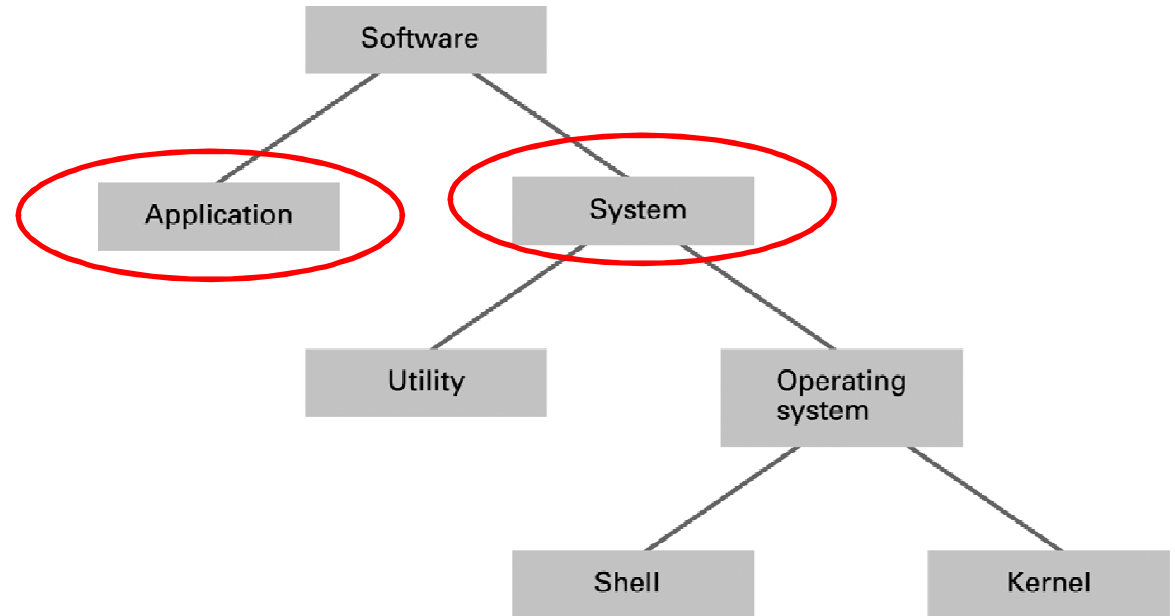 Software
Application
System
Utility
Operating
system
Shell
Kernel